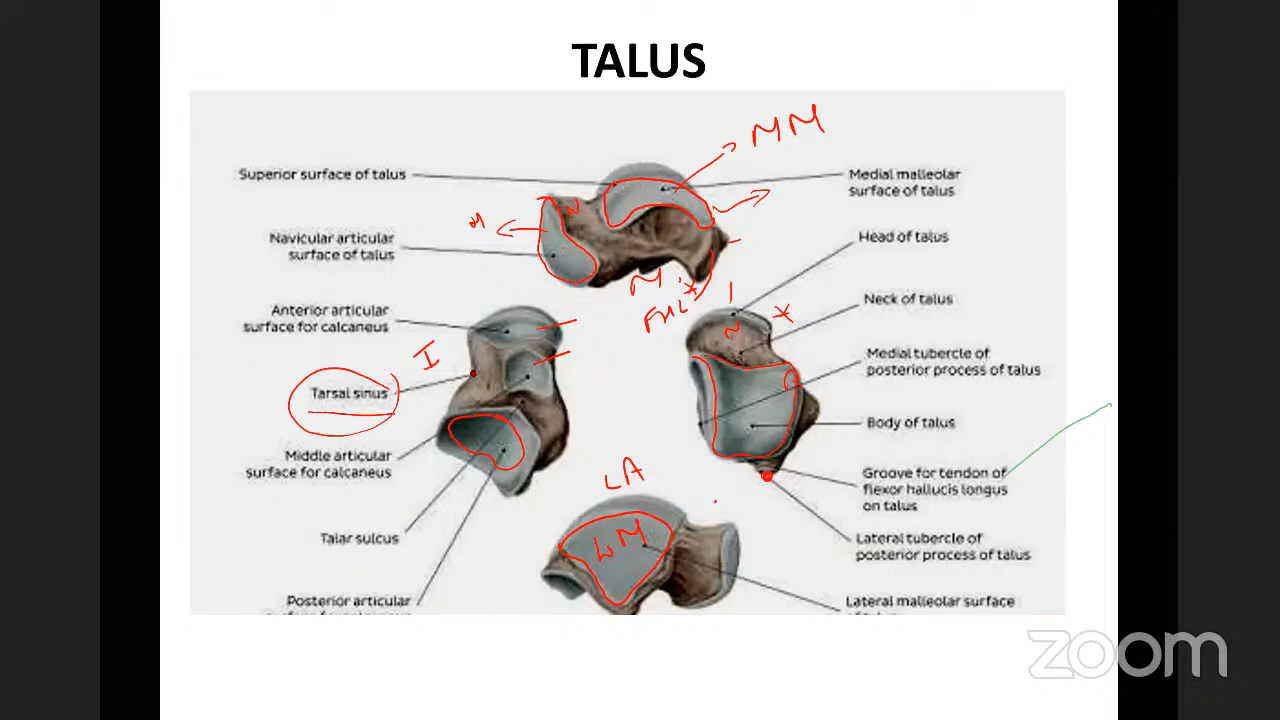 TALUS
MM
Superior surface of talus
Medial malleolar
surface of talus
N
Navicular articular
surface of talus
Head of talus
M
FHL
Anterior articular
surface for calcaneus
Neck of talus
N
I
Medial tubercle of
posterior process of talus
Tarsal sinus
Body of talus
Middle articular
surface for calcaneus
LA
Groove for tendon of
flexor hallucis longus
on talus
Talar sulcus
LM
Lateral tubercle of
posterior process of talus
Posterior articular
Lateral malleolar surface
zoom